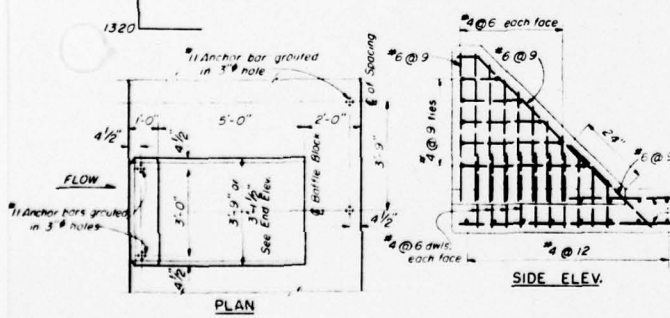 1320
#11 Anchor bar grouted
in 3"ø hole
1'-0"
5'-0"
2'-0"
4½"
4½"
℄ of Spacing
3'-9"
FLOW
#11 Anchor bars grouted
in 3"ø holes
3'-0"
3'-9" or
3'-1½"
See End Elev.
℄ Baffle Block
4½"
4½"
PLAN
#4 @ 6 each face
#6 @ 9
#6 @ 9
#4 @ 9 ties
24"
#6 @ 9
#4 @ 6 dwls.
each face
#4 @ 12
SIDE ELEV.